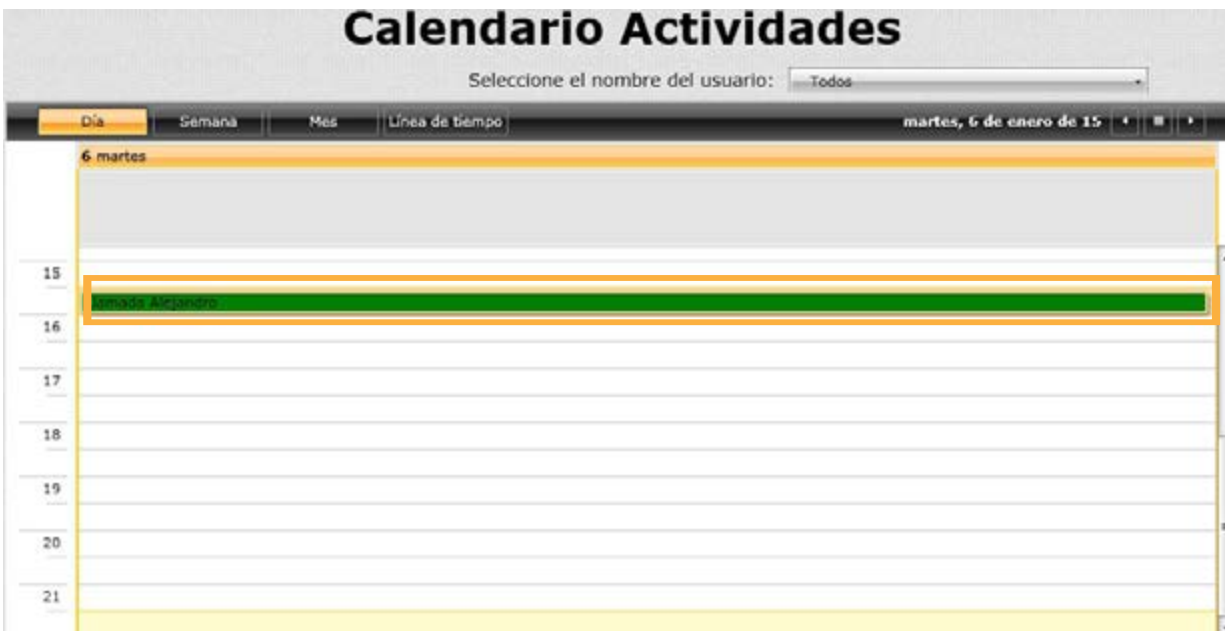 Calendario Actividades
Seleccione el nombre del usuario: Todos
Día Semana Mes Línea de tiempo martes, 6 de enero de 15
6 martes
15
llamada Alejandro
16
17
18
19
20
21